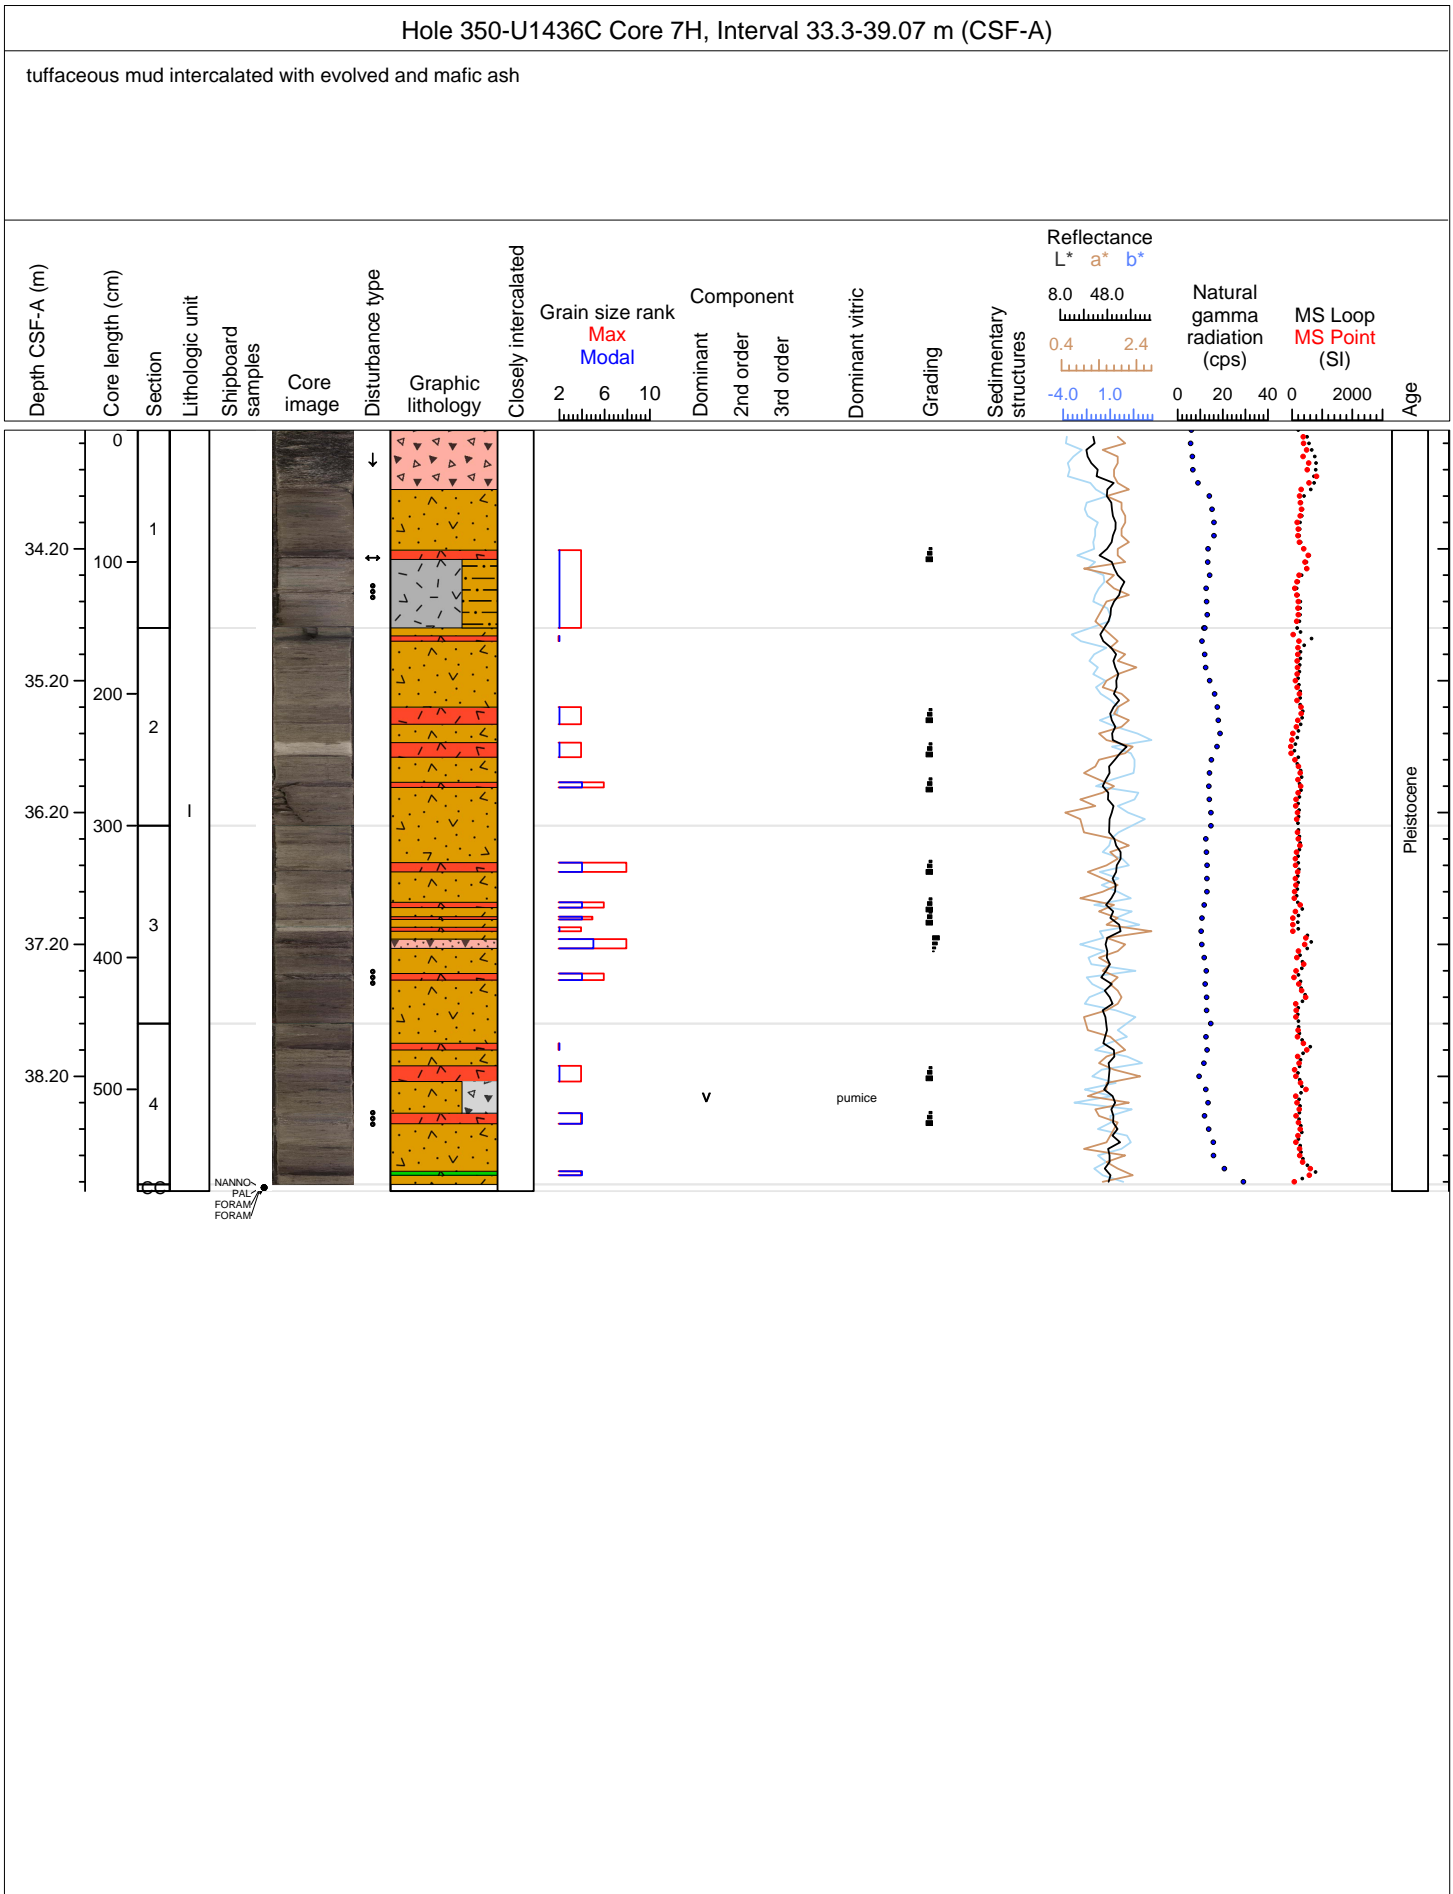 Hole 350-U1436C Core 7H, Interval 33.3-39.07 m (CSF-A)
tuffaceous mud intercalated with evolved and mafic ash
Depth CSF-A (m)
Core length (cm)
Section
Lithologic unit
Shipboard
samples
Core
image
Disturbance type
Graphic
lithology
Closely intercalated
Grain size rank
Max
Modal
2 6 10
Component
Dominant
2nd order
3rd order
Dominant vitric
Grading
Sedimentary
structures
Reflectance
L* a* b*
8.0 48.0
0.4 2.4
-4.0 1.0
Natural
gamma
radiation
(cps)
0 20 40
MS Loop
MS Point
(SI)
0 2000
Age
0
1
34.20
100
35.20
200
2
36.20
300
I
Pleistocene
3
37.20
400
38.20
500
4
v
pumice
CC
NANNO
PAL
FORAM
FORAM